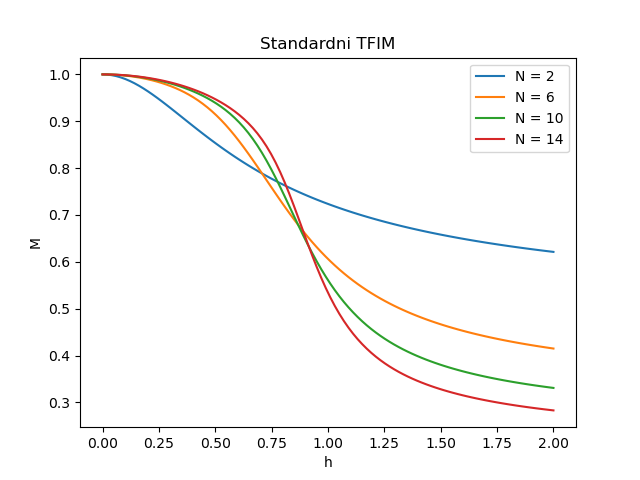 Standardni TFIM
M
1.0
0.9
0.8
0.7
0.6
0.5
0.4
0.3
N = 2
N = 6
N = 10
N = 14
0.00 0.25 0.50 0.75 1.00 1.25 1.50 1.75 2.00
h